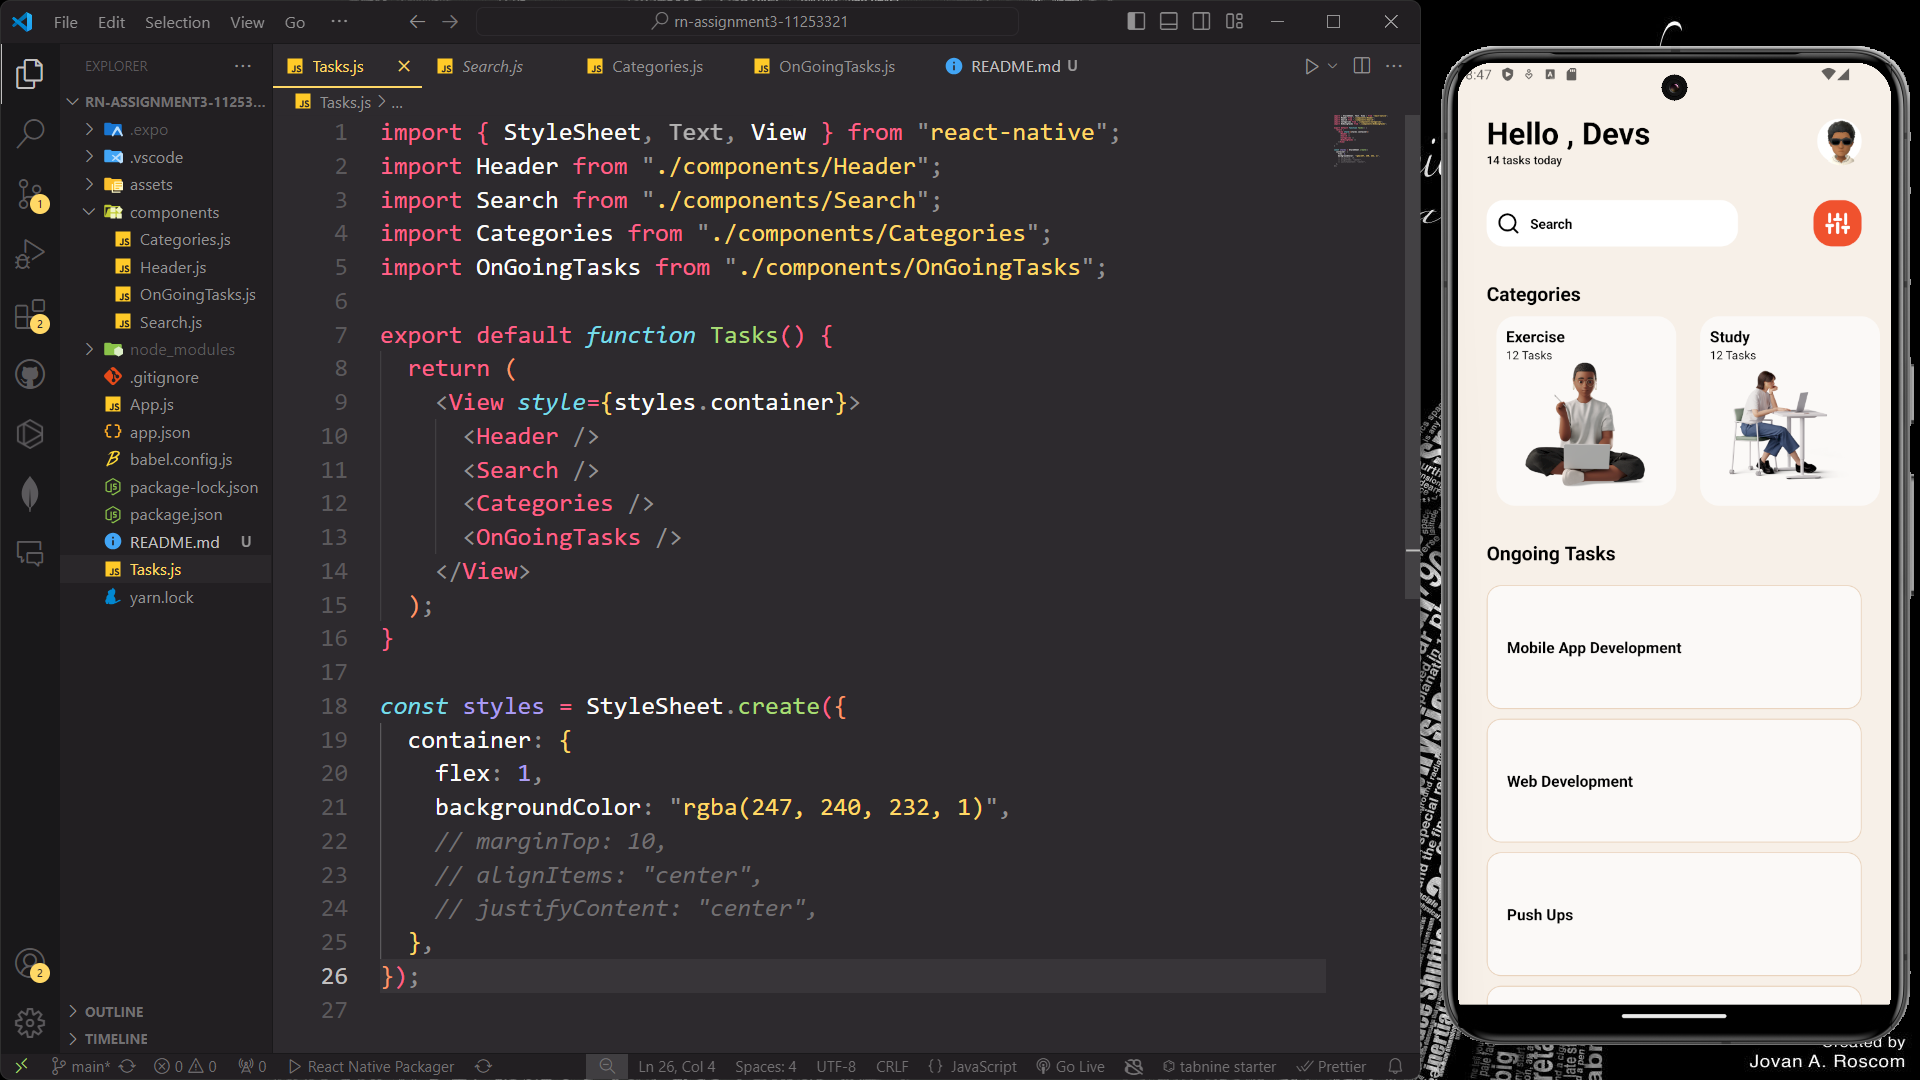 File Edit Selection View Go ··· rn-assignment3-11253321
EXPLORER ···
RN-ASSIGNMENT3-11253...
.expo
.vscode
assets
components
Categories.js
Header.js
OnGoingTasks.js
Search.js
node_modules
.gitignore
App.js
app.json
babel.config.js
package-lock.json
package.json
README.md U
Tasks.js
yarn.lock
OUTLINE
TIMELINE
1
2
2
Tasks.js Search.js Categories.js OnGoingTasks.js README.md U
Tasks.js > ...
1 import { StyleSheet, Text, View } from "react-native";
2 import Header from "./components/Header";
3 import Search from "./components/Search";
4 import Categories from "./components/Categories";
5 import OnGoingTasks from "./components/OnGoingTasks";
6
7 export default function Tasks() {
8 return (
9 <View style={styles.container}>
10 <Header />
11 <Search />
12 <Categories />
13 <OnGoingTasks />
14 </View>
15 );
16 }
17
18 const styles = StyleSheet.create({
19 container: {
20 flex: 1,
21 backgroundColor: "rgba(247, 240, 232, 1)",
22 // marginTop: 10,
23 // alignItems: "center",
24 // justifyContent: "center",
25 },
26 });
27
main* 0 0 0 React Native Packager Ln 26, Col 4 Spaces: 4 UTF-8 CRLF {} JavaScript Go Live tabnine starter Prettier
:47
Hello , Devs
14 tasks today
Search
Categories
Exercise
12 Tasks
Study
12 Tasks
Ongoing Tasks
Mobile App Development
Web Development
Push Ups
Created by
Jovan A. Roscom